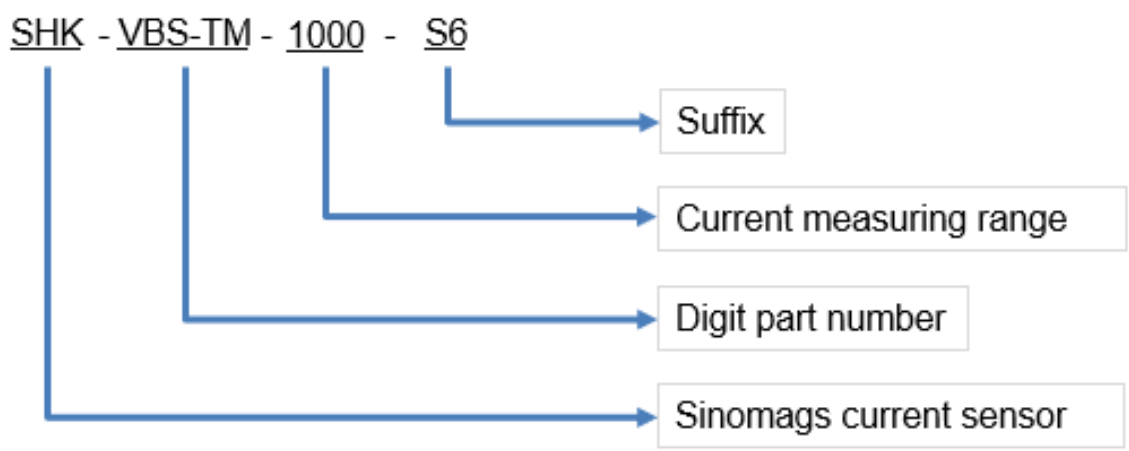 SHK - VBS-TM - 1000 - S6
Suffix
Current measuring range
Digit part number
Sinomags current sensor